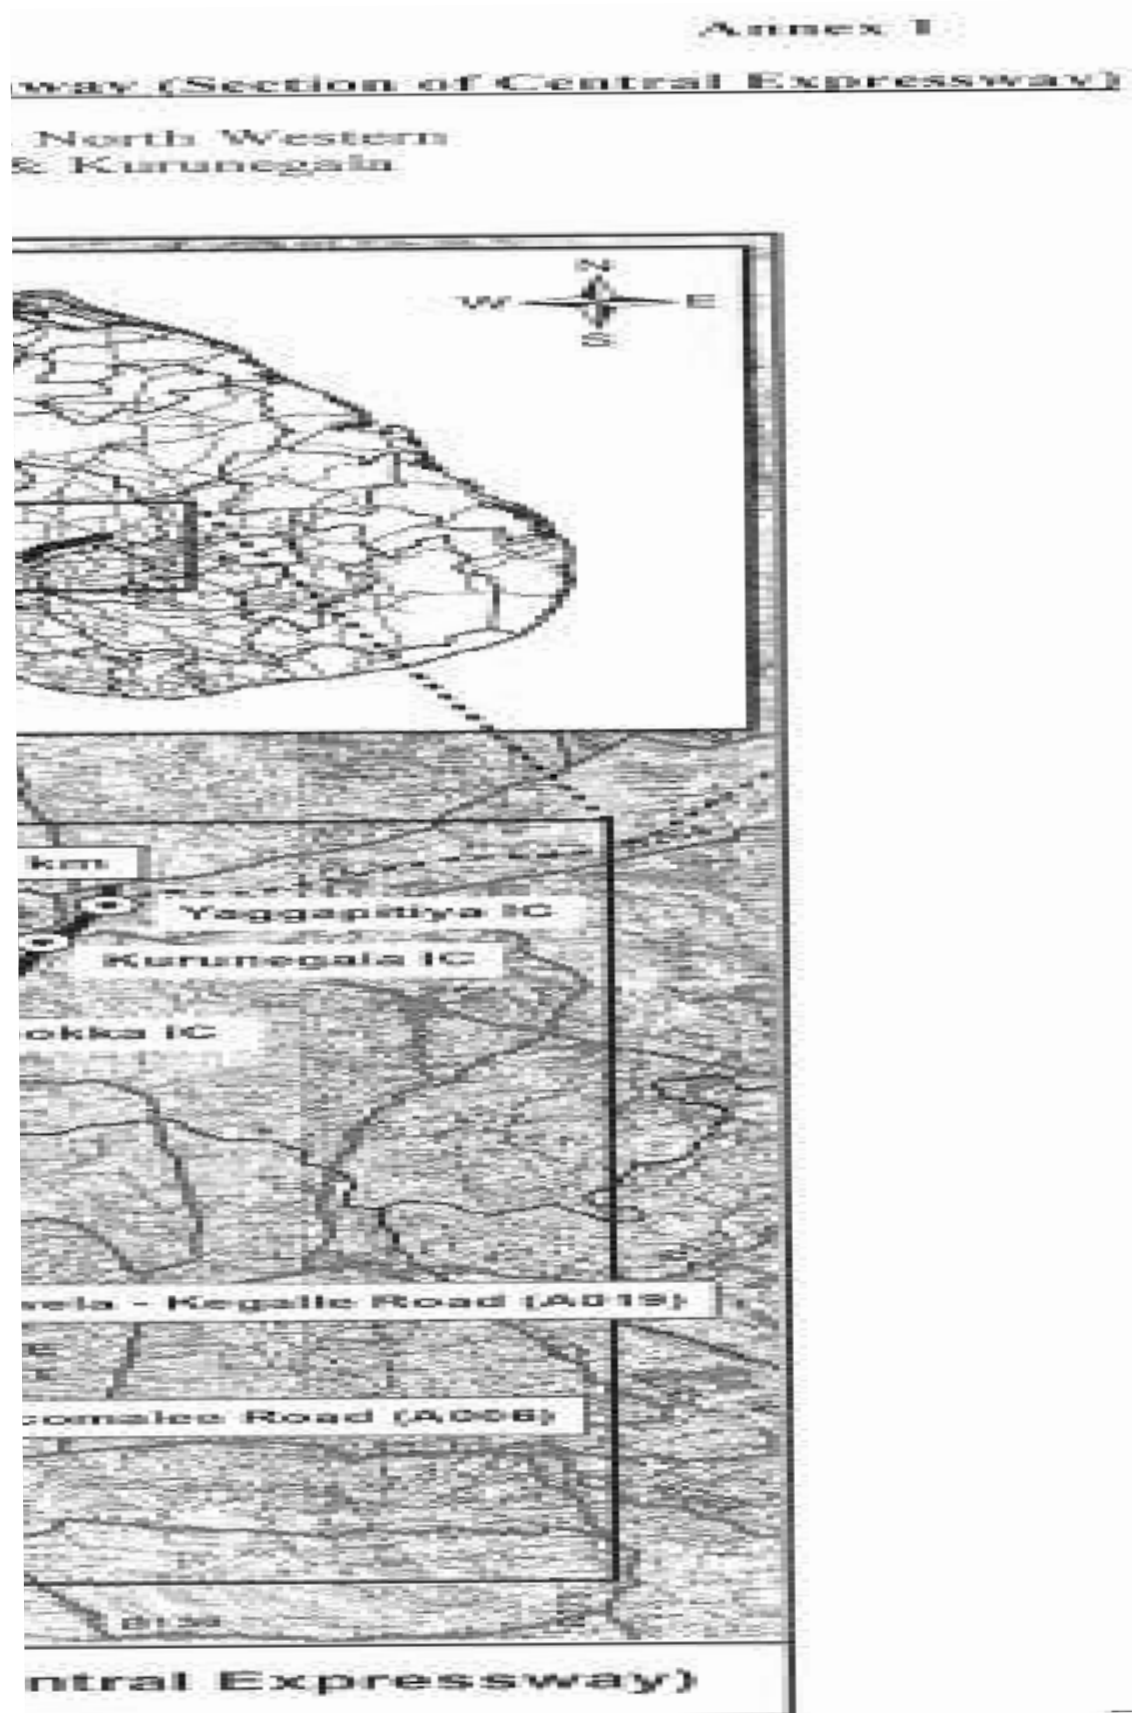 Annex 1
way (Section of Central Expressway)
North Western
& Kurunegala
N
W E
S
km
Yaggapitiya IC
Kurunegala IC
okka IC
wela - Kegalle Road (A019)
comalee Road (A006)
ntral Expressway)